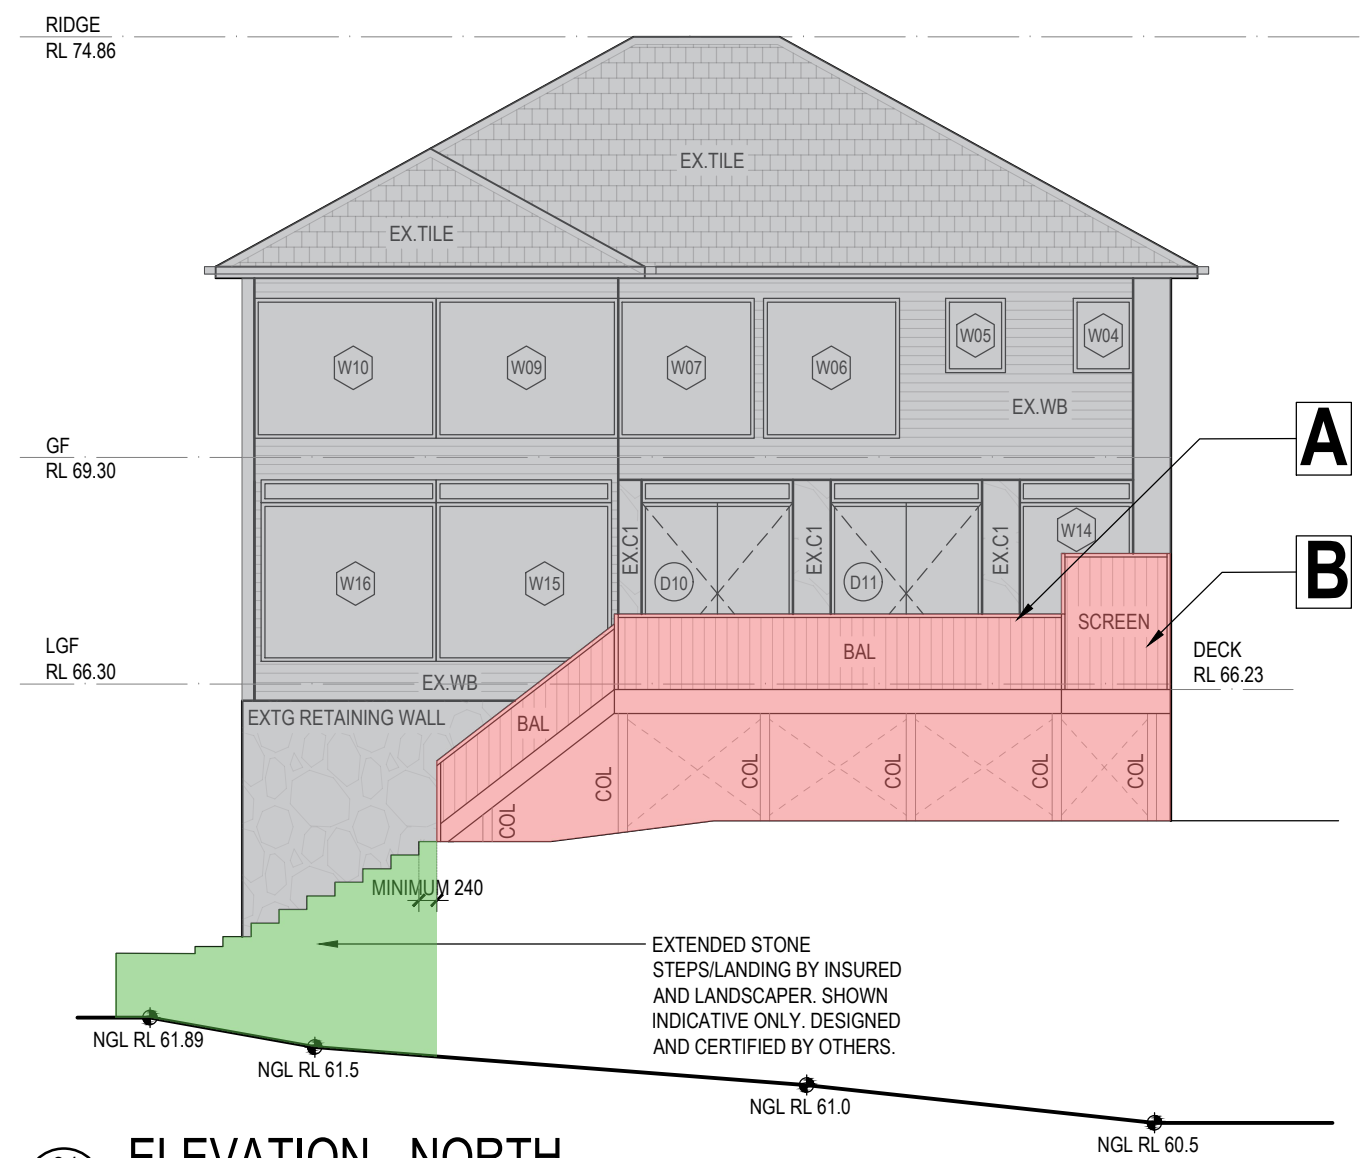 RIDGE
RL 74.86
EX.TILE
EX.TILE
W10
W09
W07
W06
W05
W04
EX.WB
A
GF
RL 69.30
EX.C1
EX.C1
EX.C1
W14
B
W16
W15
D10
D11
SCREEN
LGF
RL 66.30
BAL
DECK
RL 66.23
EX.WB
EXTG RETAINING WALL
BAL
COL
COL
COL
COL
COL
COL
MINIMUM 240
EXTENDED STONE
STEPS/LANDING BY INSURED
AND LANDSCAPER. SHOWN
INDICATIVE ONLY. DESIGNED
AND CERTIFIED BY OTHERS.
NGL RL 61.89
NGL RL 61.5
NGL RL 61.0
NGL RL 60.5
ELEVATION NORTH